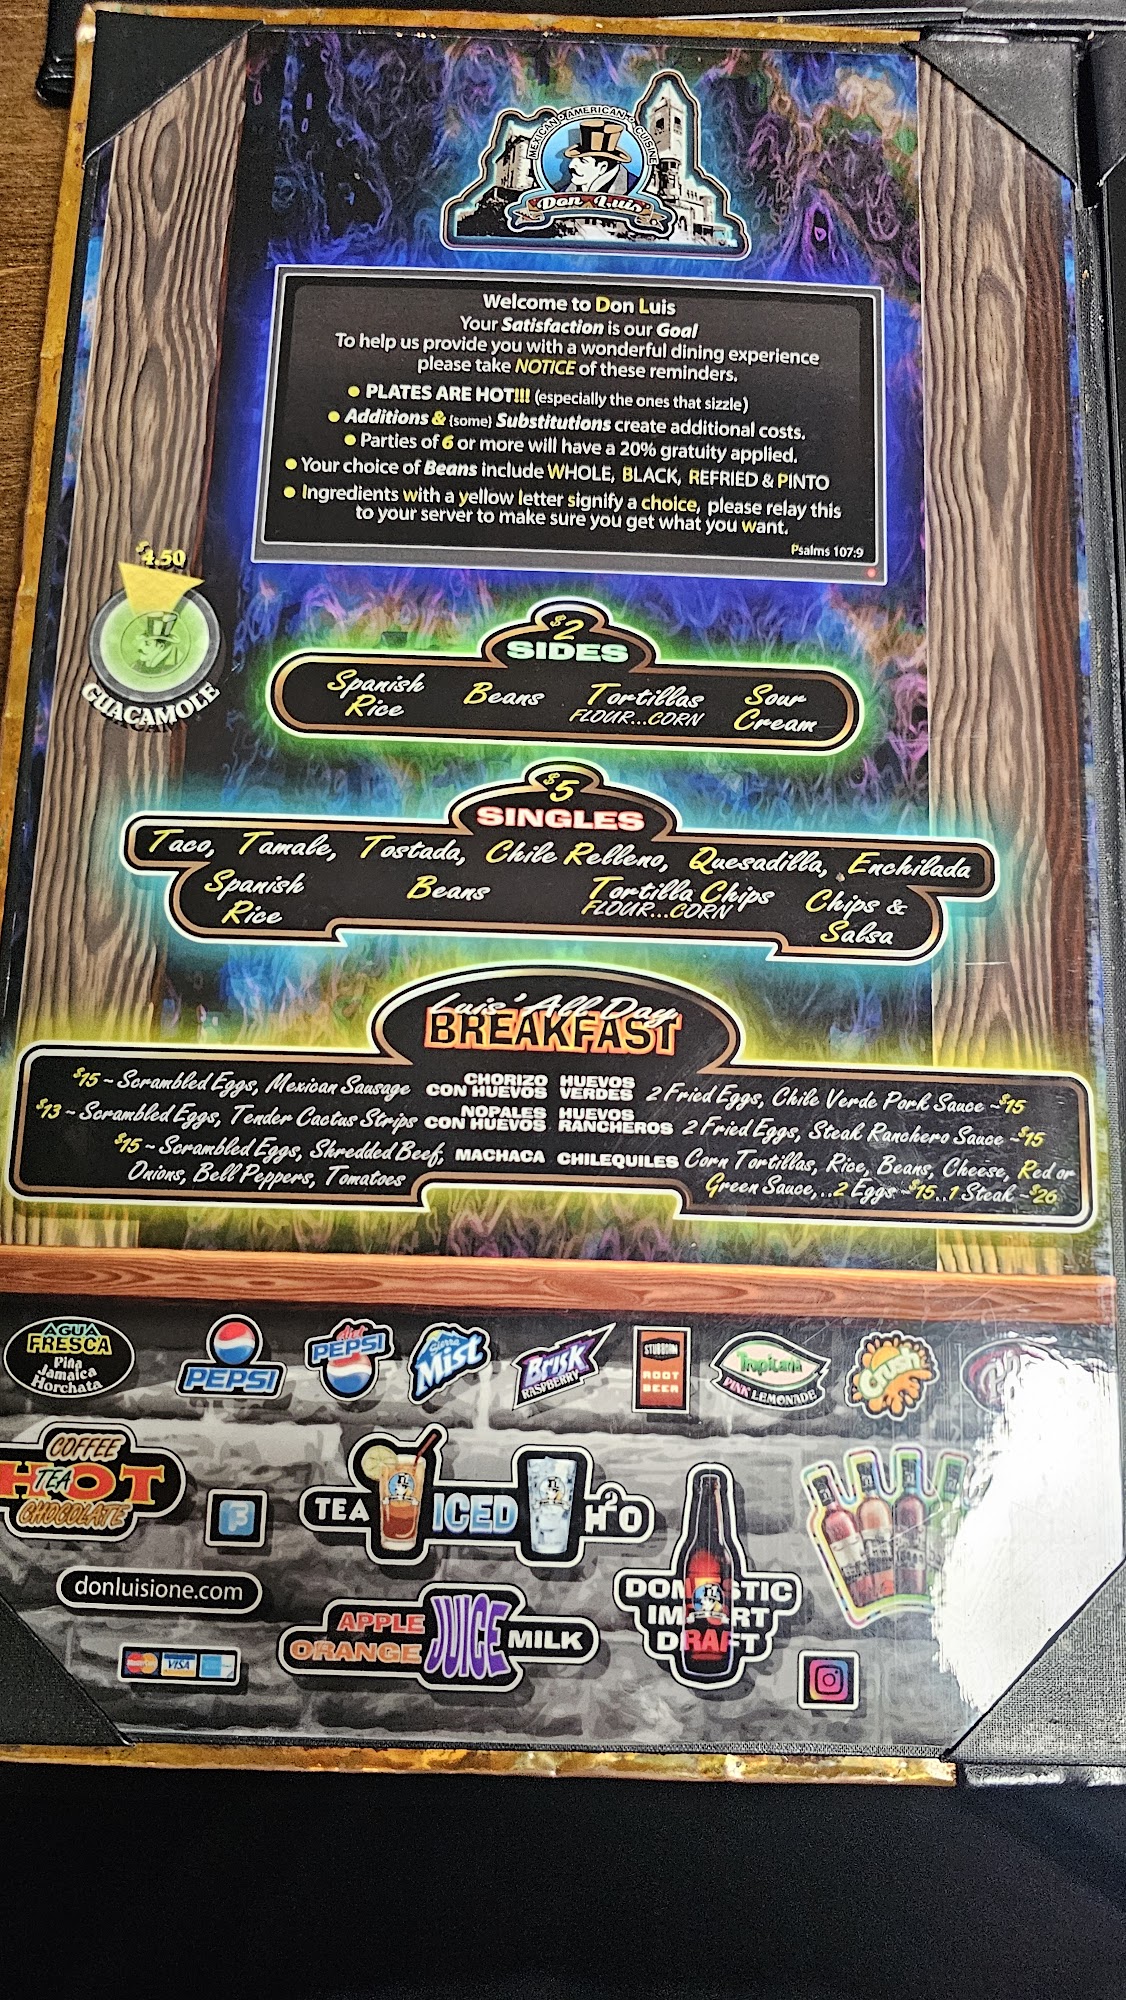 MEXICAN • AMERICAN • CUISINE
Don Luis
Welcome to Don Luis
Your Satisfaction is our Goal
To help us provide you with a wonderful dining experience
please take NOTICE of these reminders.
• PLATES ARE HOT!!! (especially the ones that sizzle)
• Additions & (some) Substitutions create additional costs.
• Parties of 6 or more will have a 20% gratuity applied.
• Your choice of Beans include WHOLE, BLACK, REFRIED & PINTO
• Ingredients with a yellow letter signify a choice, please relay this
to your server to make sure you get what you want.
Psalms 107:9
$4.50
GUACAMOLE
$2
SIDES
Spanish Rice
Beans
Tortillas
FLOUR...CORN
Sour Cream
$5
SINGLES
Taco, Tamale, Tostada, Chile Relleno, Quesadilla, Enchilada
Spanish Rice
Beans
Tortilla Chips
FLOUR...CORN
Chips & Salsa
Luis' All Day
BREAKFAST
$15 ~ Scrambled Eggs, Mexican Sausage CHORIZO CON HUEVOS
HUEVOS VERDES 2 Fried Eggs, Chile Verde Pork Sauce ~$15
$13 ~ Scrambled Eggs, Tender Cactus Strips NOPALES CON HUEVOS
HUEVOS RANCHEROS 2 Fried Eggs, Steak Ranchero Sauce ~$15
$15 ~ Scrambled Eggs, Shredded Beef, MACHACA
Onions, Bell Peppers, Tomatoes
CHILEQUILES Corn Tortillas, Rice, Beans, Cheese, Red or
Green Sauce,..2 Eggs ~$15..1 Steak ~$26
AGUA
FRESCA
Piña
Jamaica
Horchata
PEPSI
diet
PEPSI
Sierra
Mist
Brisk
RASPBERRY
STUBBORN
ROOT
BEER
Tropicana
PINK LEMONADE
Crush
COFFEE
HOT
TEA
CHOCOLATE
TEA ICED H2O
donluisione.com
APPLE
ORANGE
JUICE
MILK
MasterCard
VISA
DOMESTIC
IMPORT
DRAFT